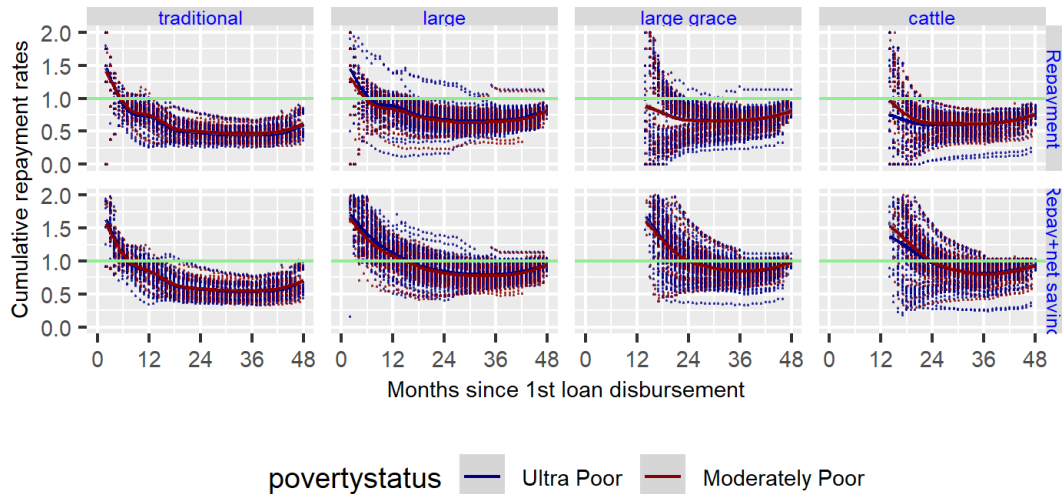 traditional large large grace cattle
2.0
1.5
1.0
0.5
0.0
Repayment
2.0
1.5
1.0
0.5
0.0
Repay+net saving
Cumulative repayment rates
0 12 24 36 48 0 12 24 36 48 0 12 24 36 48 0 12 24 36 48
Months since 1st loan disbursement
povertystatus Ultra Poor Moderately Poor